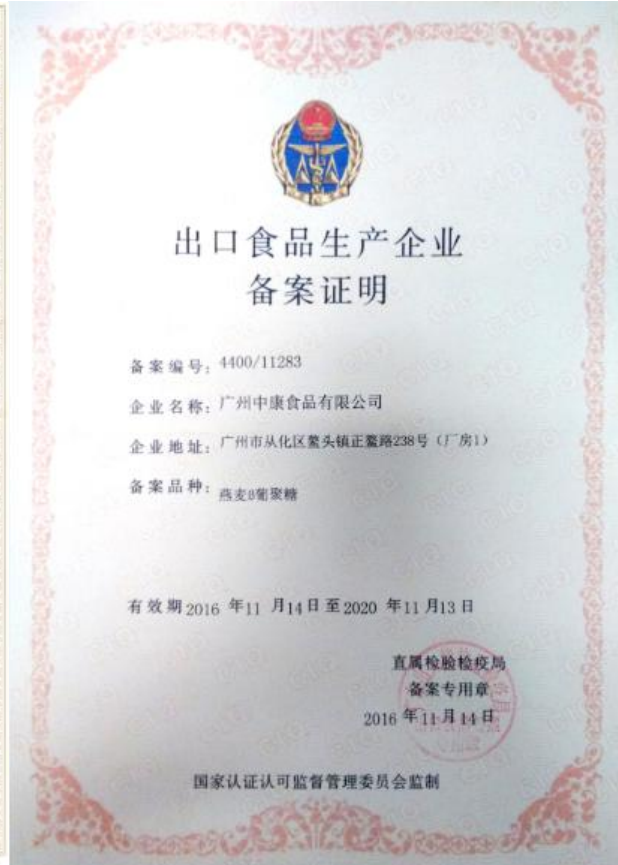 出口食品生产企业
备案证明
备案编号：4400/11283
企业名称：广州中康食品有限公司
企业地址：广州市从化区鳌头镇正鳌路238号（厂房1）
备案品种：燕麦β葡聚糖
有效期2016 年11 月14日至2020 年11月13日
直属检验检疫局
备案专用章
2016 年11月14日
国家认证认可监督管理委员会监制